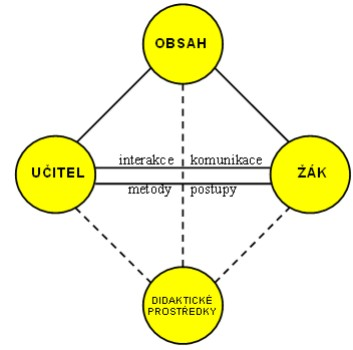 OBSAH
interakce komunikace
UČITEL ŽÁK
metody postupy
DIDAKTICKÉ
PROSTŘEDKY